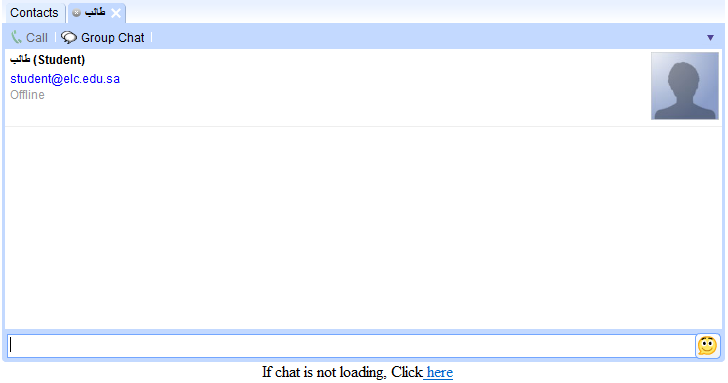 Contacts طالب
Call Group Chat
طالب (Student)
student@elc.edu.sa
Offline
If chat is not loading, Click here